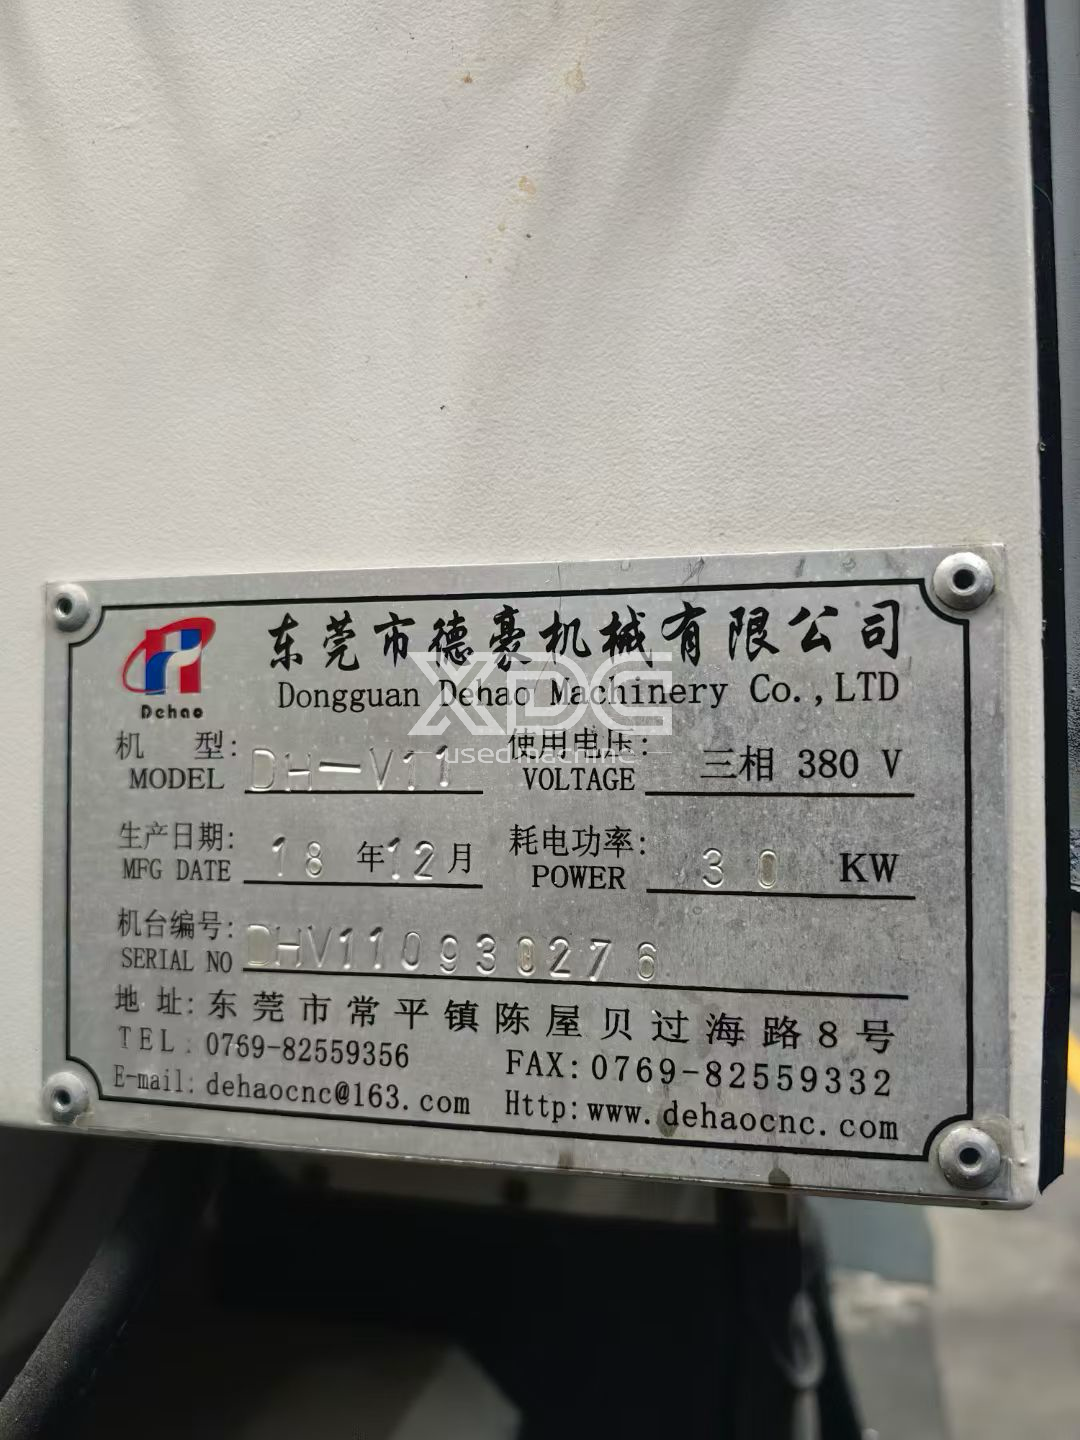 东莞市德豪机械有限公司
Dongguan Dehao Machinery Co.,LTD
Dehao
XDG
used machine
机 型: DH-V11 使用电压: 三相 380 V
MODEL VOLTAGE
生产日期: 18 年 12 月 耗电功率: 30 KW
MFG DATE POWER
机台编号: DHV110930276
SERIAL NO
地 址: 东莞市常平镇陈屋贝过海路8号
TEL: 0769-82559356 FAX: 0769-82559332
E-mail: dehaocnc@163.com Http: www.dehaocnc.com